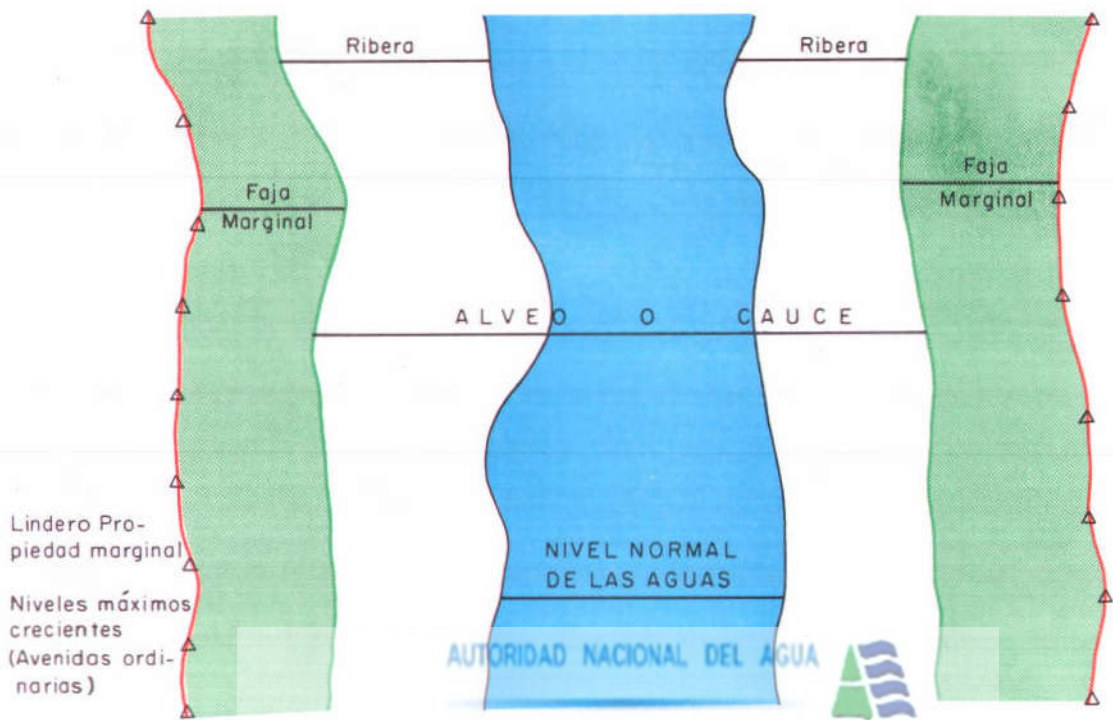 Ribera
Ribera
Faja
Marginal
Faja
Marginal
ALVEO O CAUCE
Lindero Pro-
piedad marginal
NIVEL NORMAL
DE LAS AGUAS
Niveles máximos
crecientes
(Avenidas ordi-
narias)
AUTORIDAD NACIONAL DEL AGUA